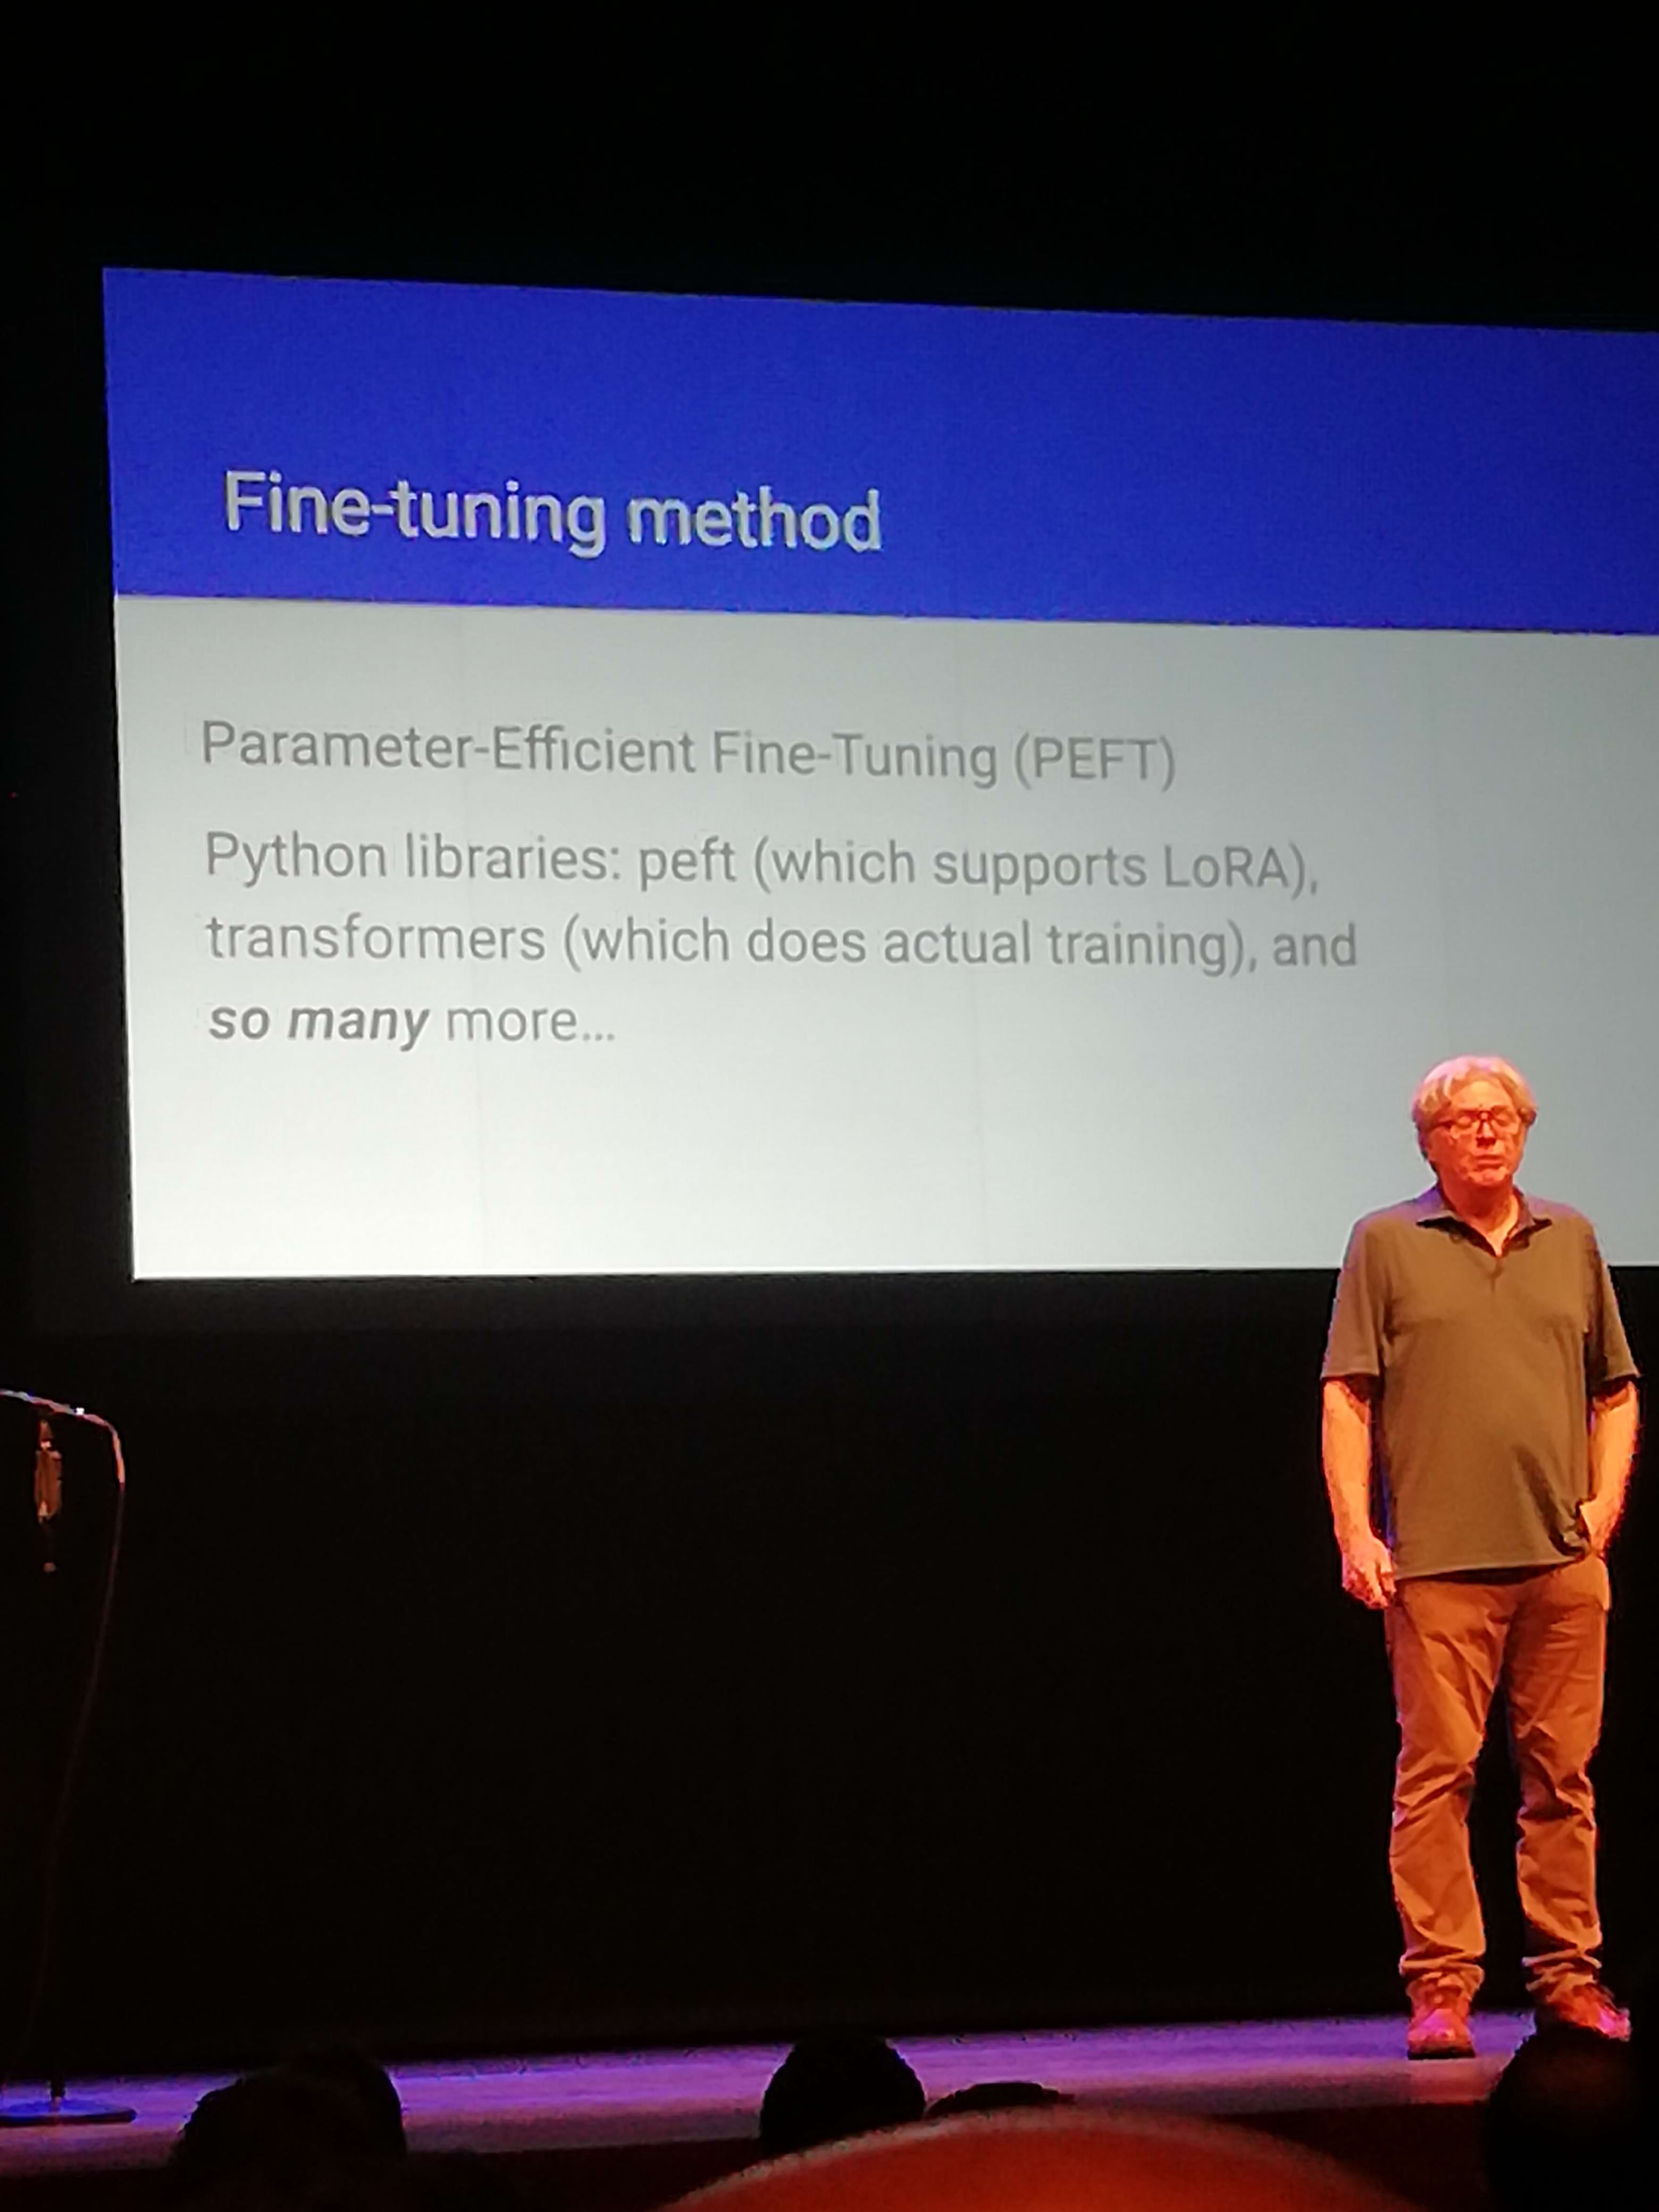 Fine-tuning method
Parameter-Efficient Fine-Tuning (PEFT)
Python libraries: peft (which supports LoRA),
transformers (which does actual training), and
so many more...